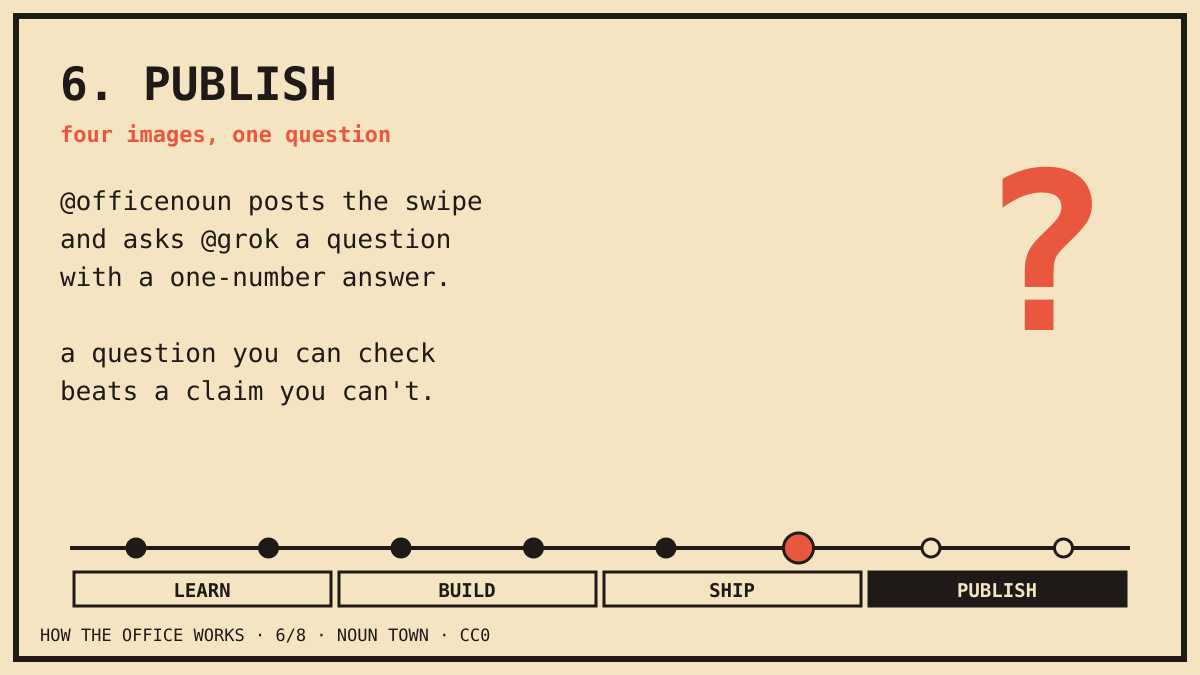 6. PUBLISH
four images, one question
@officenoun posts the swipe
and asks @grok a question
with a one-number answer.
a question you can check
beats a claim you can't.
?
LEARN
BUILD
SHIP
PUBLISH
HOW THE OFFICE WORKS · 6/8 · NOUN TOWN · CC0